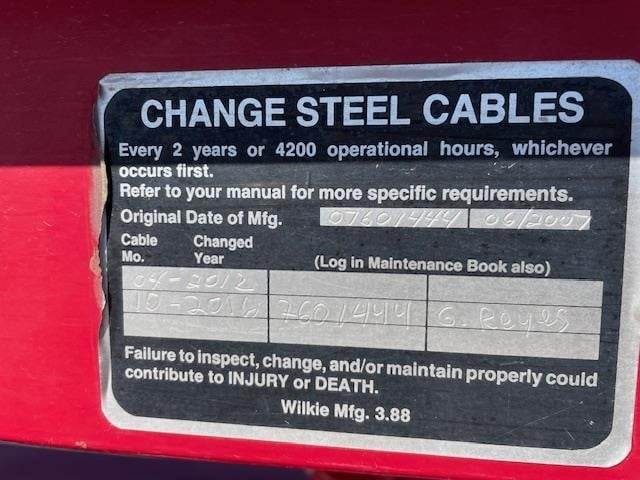 CHANGE STEEL CABLES
Every 2 years or 4200 operational hours, whichever
occurs first.
Refer to your manual for more specific requirements.
Original Date of Mfg. 07601444 06/2007
Cable Changed
Mo. Year (Log in Maintenance Book also)
04-2012
10-2016 7601444 G. Reyes
Failure to inspect, change, and/or maintain properly could
contribute to INJURY or DEATH.
Wilkie Mfg. 3.88